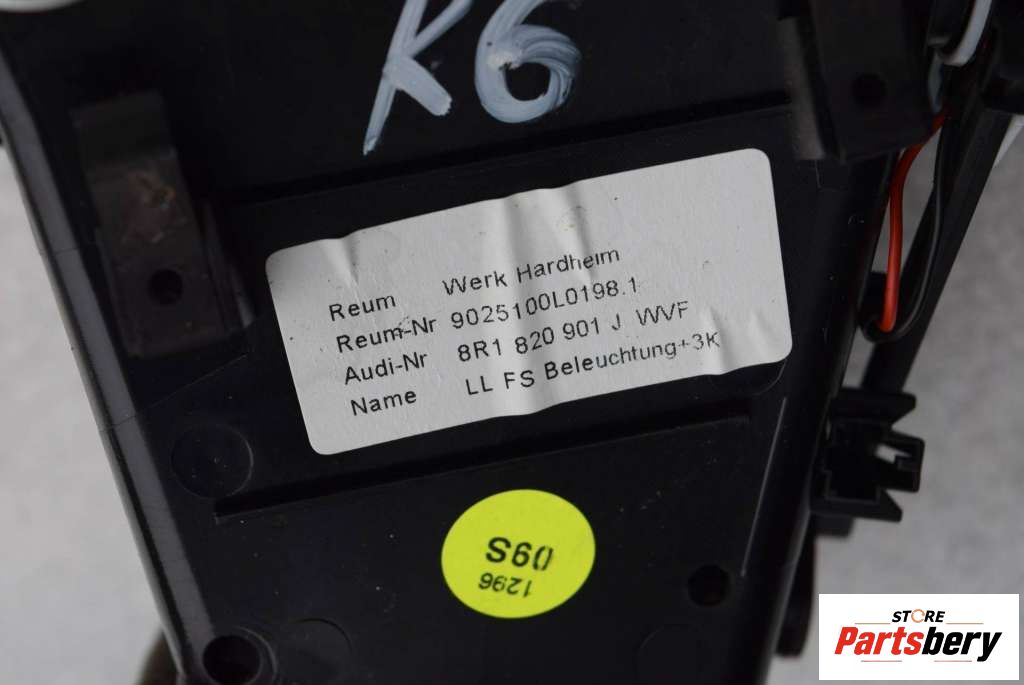 K6
Reum Werk Hardheim
Reum-Nr 9025100L0198.1
Audi-Nr 8R1 820 901 J WVF
Name LL FS Beleuchtung+3K
D9S
1296
STORE
Partsbery